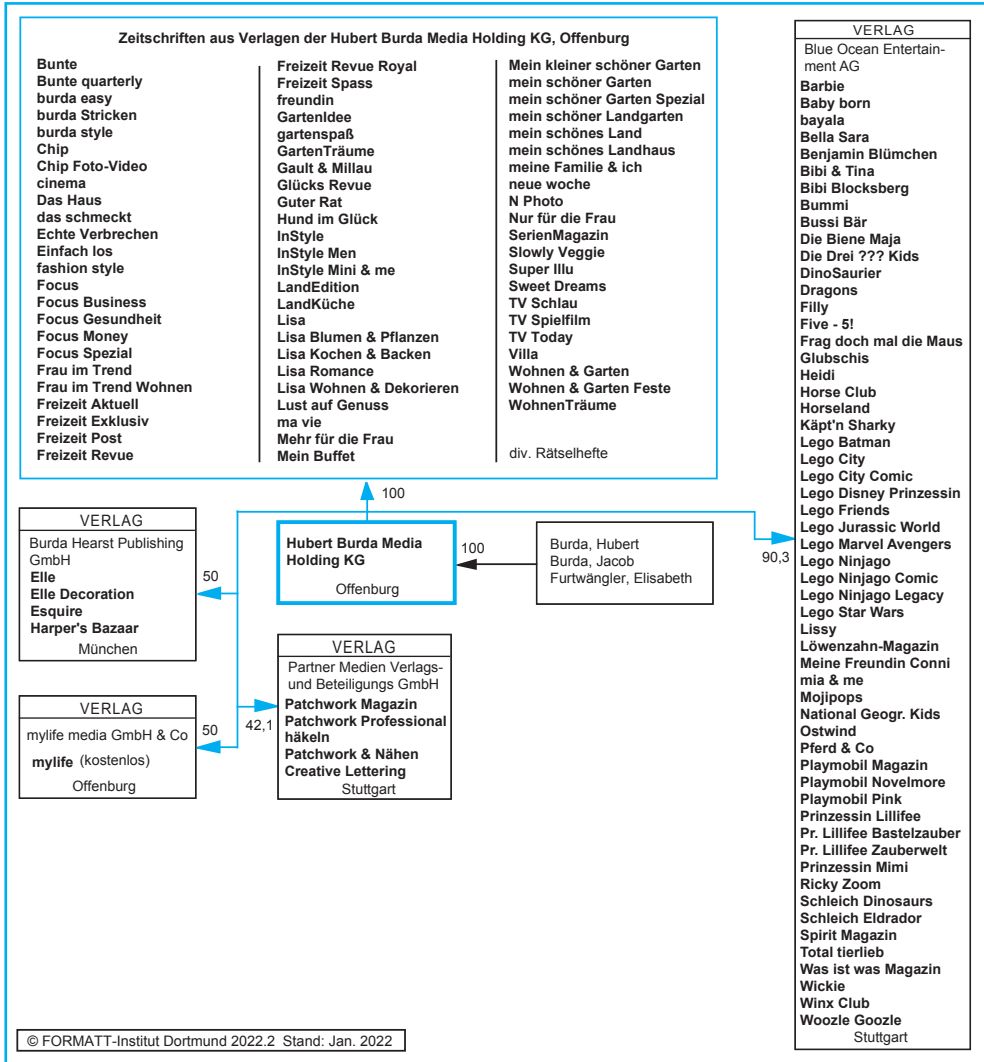 Zeitschriften aus Verlagen der Hubert Burda Media Holding KG, Offenburg
Bunte
Bunte quarterly
burda easy
burda Stricken
burda style
Chip
Chip Foto-Video
cinema
Das Haus
das schmeckt
Echte Verbrechen
Einfach los
fashion style
Focus
Focus Business
Focus Gesundheit
Focus Money
Focus Spezial
Frau im Trend
Frau im Trend Wohnen
Freizeit Aktuell
Freizeit Exklusiv
Freizeit Post
Freizeit Revue
Freizeit Revue Royal
Freizeit Spass
freundin
GartenIdee
gartenspaß
GartenTräume
Gault & Millau
Glücks Revue
Guter Rat
Hund im Glück
InStyle
InStyle Men
InStyle Mini & me
LandEdition
LandKüche
Lisa
Lisa Blumen & Pflanzen
Lisa Kochen & Backen
Lisa Romance
Lisa Wohnen & Dekorieren
Lust auf Genuss
ma vie
Mehr für die Frau
Mein Buffet
Mein kleiner schöner Garten
mein schöner Garten
mein schöner Garten Spezial
mein schöner Landgarten
mein schönes Land
mein schönes Landhaus
meine Familie & ich
neue woche
N Photo
Nur für die Frau
SerienMagazin
Slowly Veggie
Super Illu
Sweet Dreams
TV Schlau
TV Spielfilm
TV Today
Villa
Wohnen & Garten
Wohnen & Garten Feste
WohnenTräume
div. Rätselhefte
100
VERLAG
Burda Hearst Publishing
GmbH
Elle
Elle Decoration
Esquire
Harper's Bazaar
München
50
Hubert Burda Media
Holding KG
Offenburg
100
Burda, Hubert
Burda, Jacob
Furtwängler, Elisabeth
90,3
VERLAG
mylife media GmbH & Co
mylife (kostenlos)
Offenburg
50
42,1
VERLAG
Partner Medien Verlags-
und Beteiligungs GmbH
Patchwork Magazin
Patchwork Professional
häkeln
Patchwork & Nähen
Creative Lettering
Stuttgart
VERLAG
Blue Ocean Entertain-
ment AG
Barbie
Baby born
bayala
Bella Sara
Benjamin Blümchen
Bibi & Tina
Bibi Blocksberg
Bummi
Bussi Bär
Die Biene Maja
Die Drei ??? Kids
DinoSaurier
Dragons
Filly
Five - 5!
Frag doch mal die Maus
Glubschis
Heidi
Horse Club
Horseland
Käpt'n Sharky
Lego Batman
Lego City
Lego City Comic
Lego Disney Prinzessin
Lego Friends
Lego Jurassic World
Lego Marvel Avengers
Lego Ninjago
Lego Ninjago Comic
Lego Ninjago Legacy
Lego Star Wars
Lissy
Löwenzahn-Magazin
Meine Freundin Conni
mia & me
Mojipops
National Geogr. Kids
Ostwind
Pferd & Co
Playmobil Magazin
Playmobil Novelmore
Playmobil Pink
Prinzessin Lillifee
Pr. Lillifee Bastelzauber
Pr. Lillifee Zauberwelt
Prinzessin Mimi
Ricky Zoom
Schleich Dinosaurs
Schleich Eldrador
Spirit Magazin
Total tierlieb
Was ist was Magazin
Wickie
Winx Club
Woozle Goozle
Stuttgart
© FORMATT-Institut Dortmund 2022.2 Stand: Jan. 2022